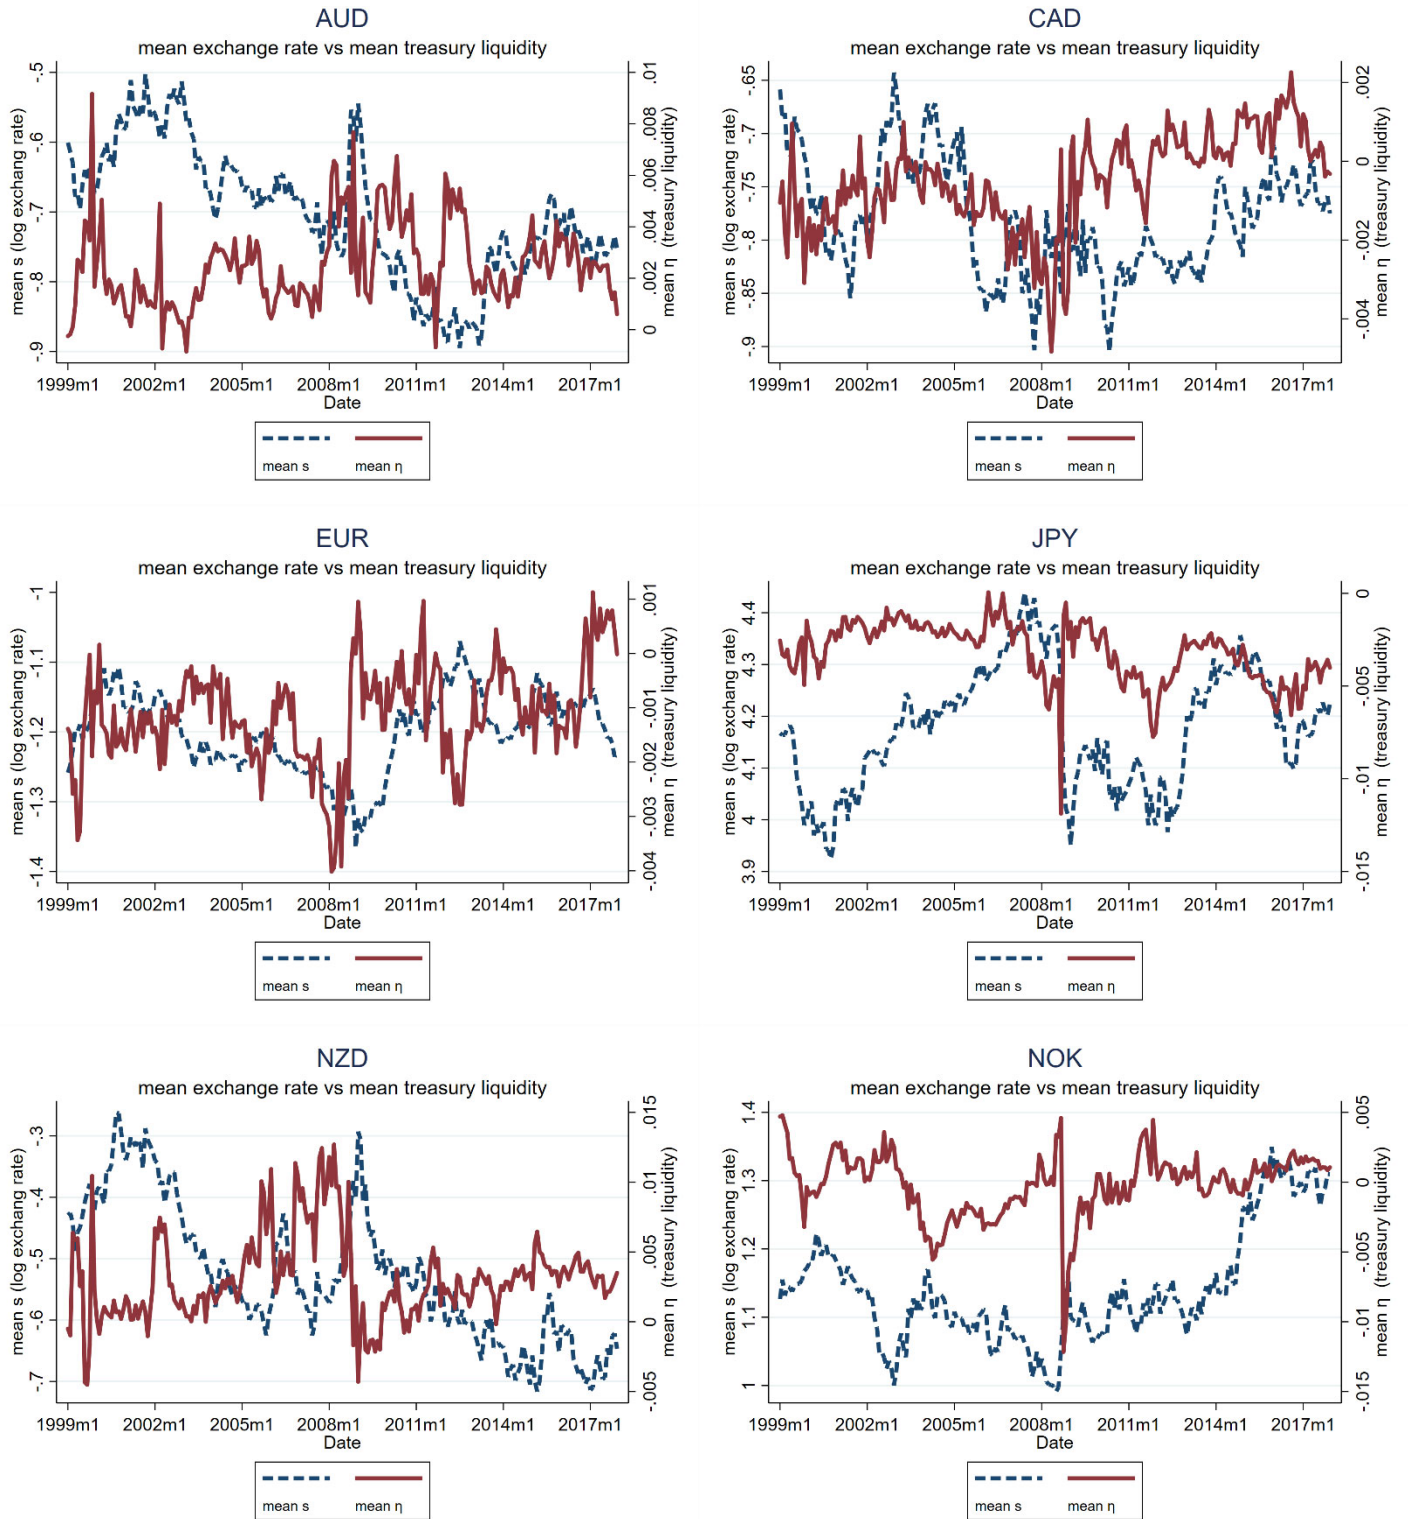 AUD
mean exchange rate vs mean treasury liquidity
mean s (log exchang rate)
-.5
-.6
-.7
-.8
-.9
mean η (treasury liquidity)
.01
.008
.006
.004
.002
0
1999m1 2002m1 2005m1 2008m1 2011m1 2014m1 2017m1
Date
mean s mean η
CAD
mean exchange rate vs mean treasury liquidity
mean s (log exchang rate)
-.65
-.7
-.75
-.8
-.85
-.9
mean η (treasury liquidity)
.002
0
-.002
-.004
1999m1 2002m1 2005m1 2008m1 2011m1 2014m1 2017m1
Date
mean s mean η
EUR
mean exchange rate vs mean treasury liquidity
mean s (log exchang rate)
-1
-1.1
-1.2
-1.3
-1.4
mean η (treasury liquidity)
.001
0
-.001
-.002
-.003
-.004
1999m1 2002m1 2005m1 2008m1 2011m1 2014m1 2017m1
Date
mean s mean η
JPY
mean exchange rate vs mean treasury liquidity
mean s (log exchang rate)
4.4
4.3
4.2
4.1
4
3.9
mean η (treasury liquidity)
0
-.005
-.01
-.015
1999m1 2002m1 2005m1 2008m1 2011m1 2014m1 2017m1
Date
mean s mean η
NZD
mean exchange rate vs mean treasury liquidity
mean s (log exchang rate)
-.3
-.4
-.5
-.6
-.7
mean η (treasury liquidity)
.015
.01
.005
0
-.005
1999m1 2002m1 2005m1 2008m1 2011m1 2014m1 2017m1
Date
mean s mean η
NOK
mean exchange rate vs mean treasury liquidity
mean s (log exchang rate)
1.4
1.3
1.2
1.1
1
mean η (treasury liquidity)
.005
0
-.005
-.01
-.015
1999m1 2002m1 2005m1 2008m1 2011m1 2014m1 2017m1
Date
mean s mean η